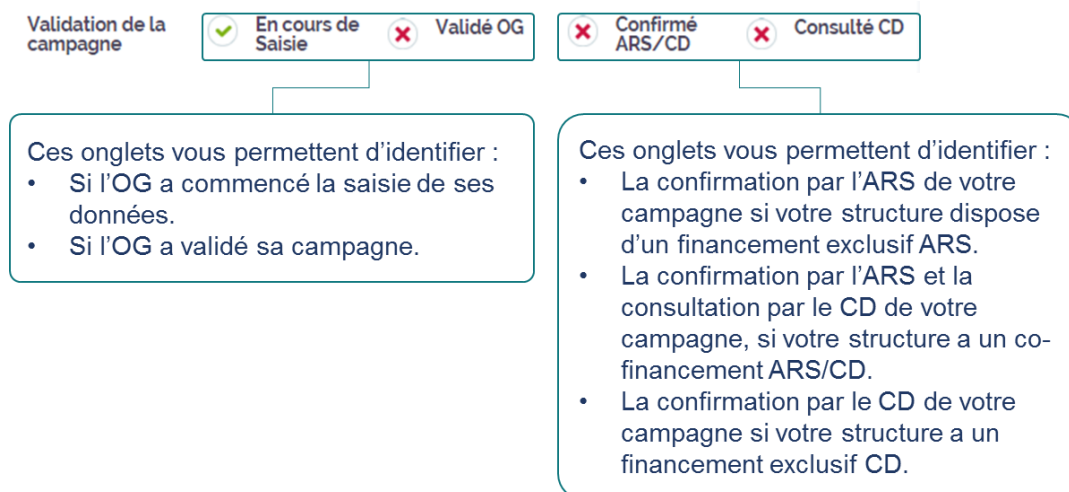 Validation de la
campagne
En cours de
Saisie
Validé OG
Confirmé
ARS/CD
Consulté CD
Ces onglets vous permettent d’identifier :
• Si l’OG a commencé la saisie de ses
données.
• Si l’OG a validé sa campagne.
Ces onglets vous permettent d’identifier :
• La confirmation par l’ARS de votre
campagne si votre structure dispose
d’un financement exclusif ARS.
• La confirmation par l’ARS et la
consultation par le CD de votre
campagne, si votre structure a un co-
financement ARS/CD.
• La confirmation par le CD de votre
campagne si votre structure a un
financement exclusif CD.